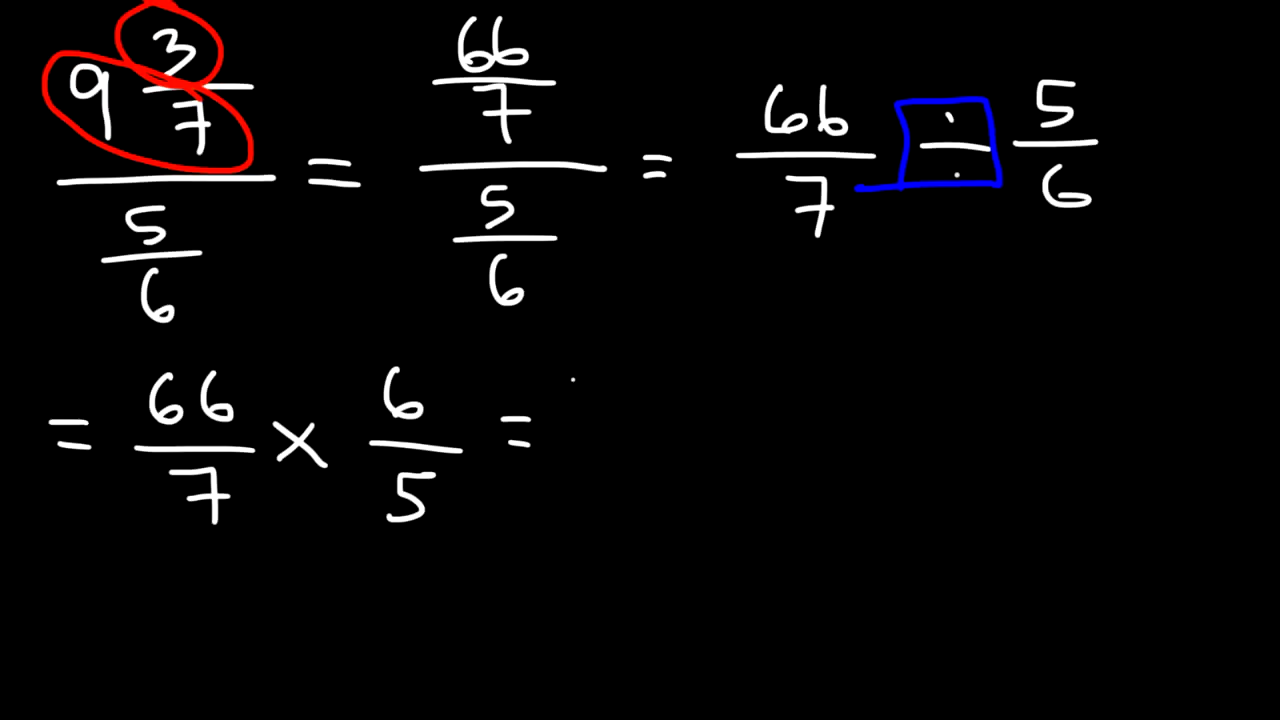 9 3/7 / 5/6 = 66/7 / 5/6 = 66/7 ÷ 5/6
= 66/7 × 6/5 =